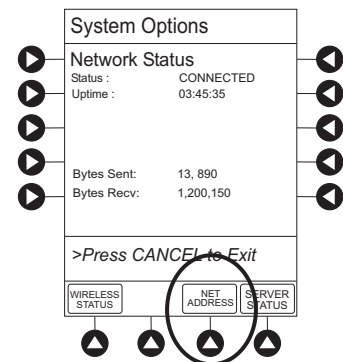 System Options
Network Status
Status : CONNECTED
Uptime : 03:45:35
Bytes Sent: 13, 890
Bytes Recv: 1,200,150
>Press CANCEL to Exit
WIRELESS STATUS
NET ADDRESS
SERVER STATUS